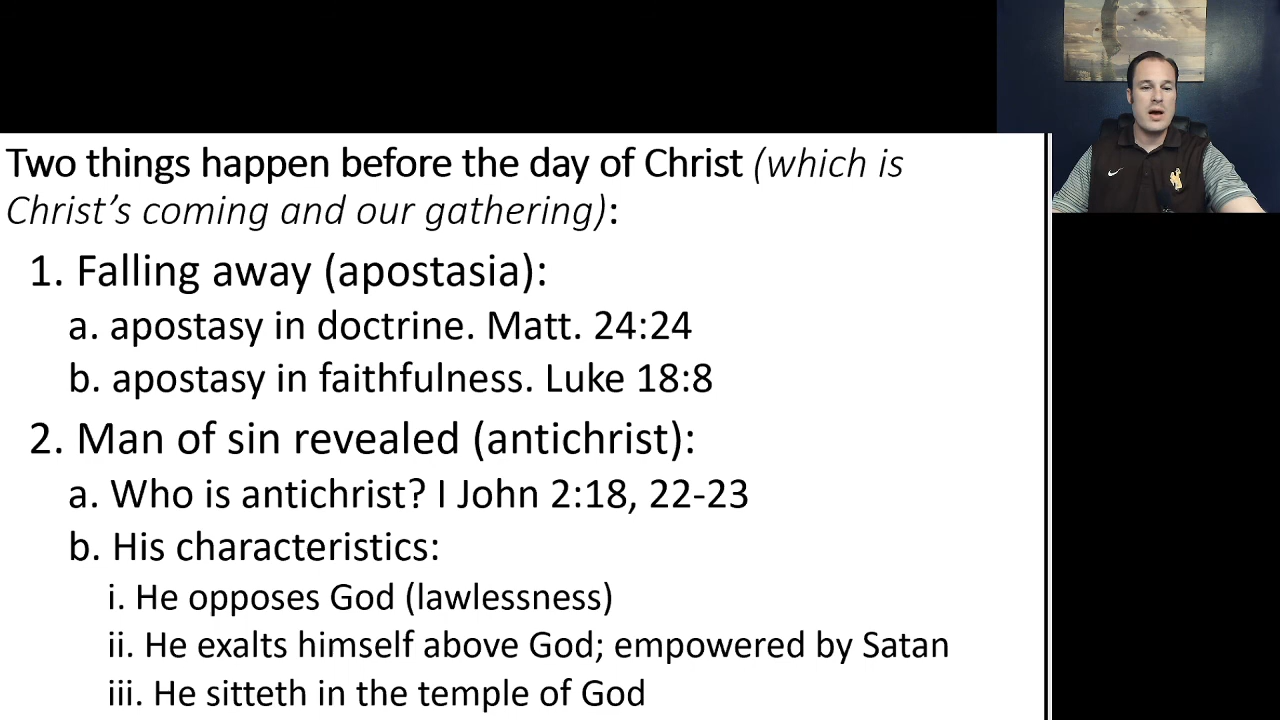 Two things happen before the day of Christ (which is
Christ’s coming and our gathering):
1. Falling away (apostasia):
a. apostasy in doctrine. Matt. 24:24
b. apostasy in faithfulness. Luke 18:8
2. Man of sin revealed (antichrist):
a. Who is antichrist? I John 2:18, 22-23
b. His characteristics:
i. He opposes God (lawlessness)
ii. He exalts himself above God; empowered by Satan
iii. He sitteth in the temple of God